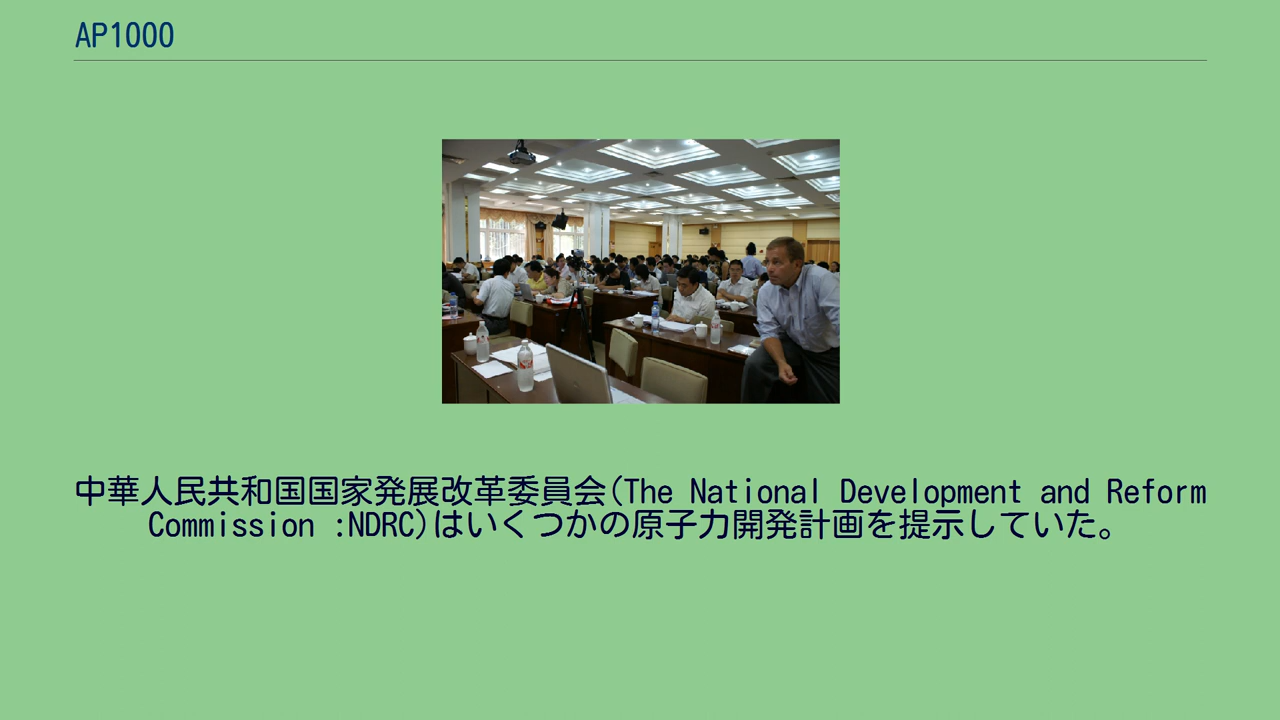 AP1000
中華人民共和国国家発展改革委員会(The National Development and Reform
Commission :NDRC)はいくつかの原子力開発計画を提示していた。